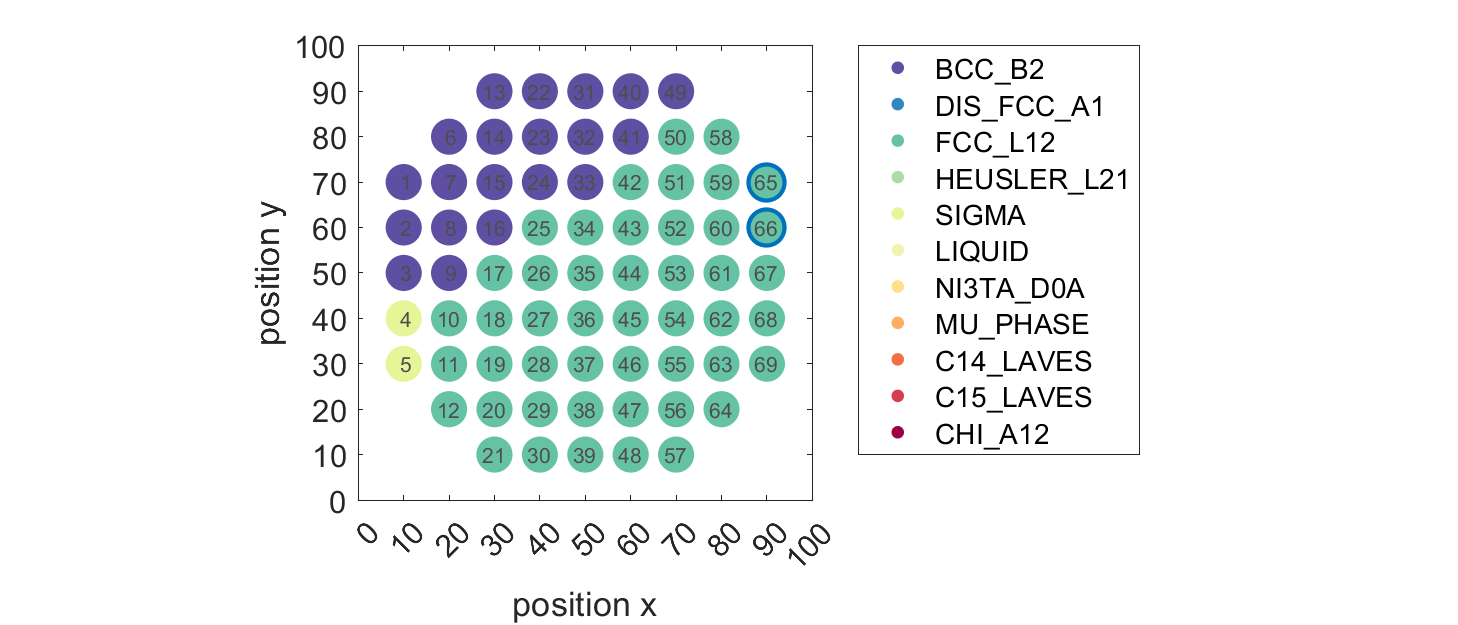 100
90
80
70
60
50
40
30
20
10
0
position y
13 22 31 40 49
6 14 23 32 41 50 58
1 7 15 24 33 42 51 59 65
2 8 16 25 34 43 52 60 66
3 9 17 26 35 44 53 61 67
4 10 18 27 36 45 54 62 68
5 11 19 28 37 46 55 63 69
12 20 29 38 47 56 64
21 30 39 48 57
0 10 20 30 40 50 60 70 80 90 100
position x
BCC_B2
DIS_FCC_A1
FCC_L12
HEUSLER_L21
SIGMA
LIQUID
NI3TA_D0A
MU_PHASE
C14_LAVES
C15_LAVES
CHI_A12